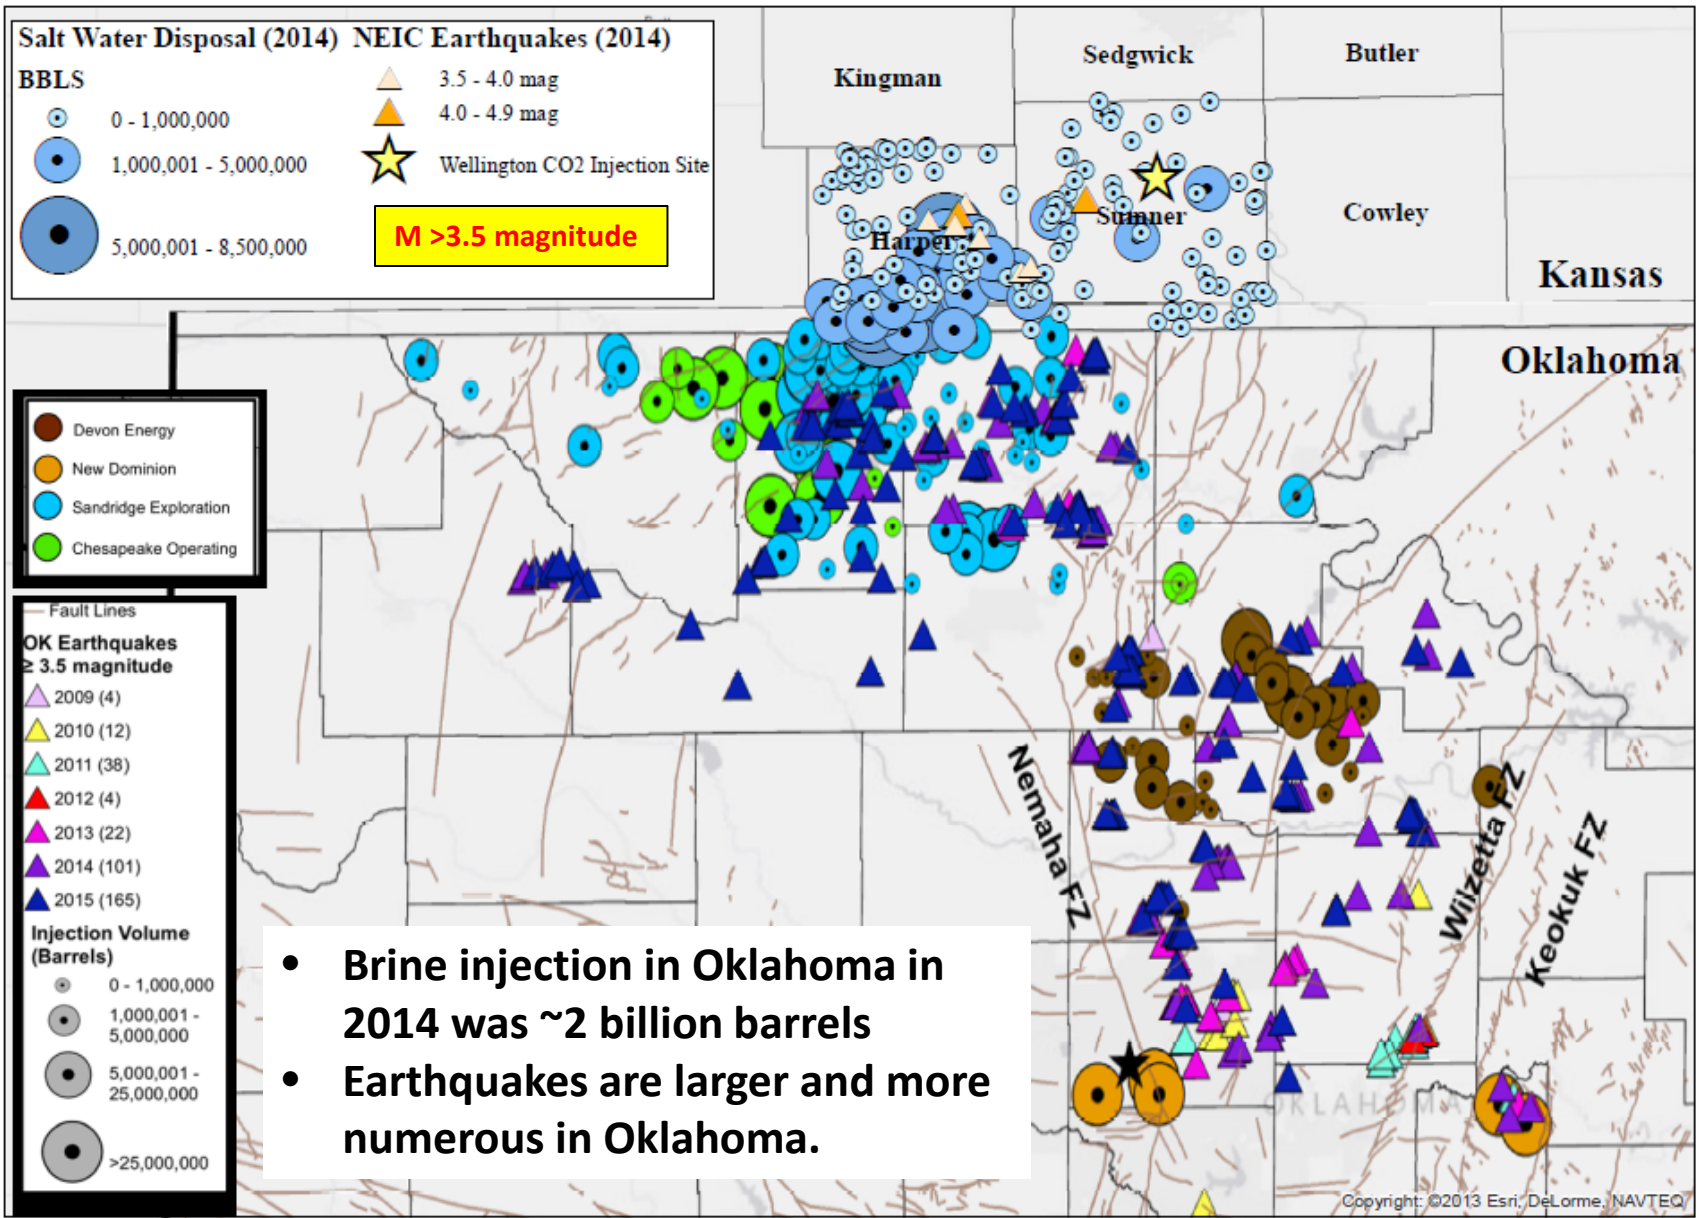 Salt Water Disposal (2014) NEIC Earthquakes (2014)
BBLS
0 - 1,000,000
1,000,001 - 5,000,000
5,000,001 - 8,500,000
3.5 - 4.0 mag
4.0 - 4.9 mag
Wellington CO2 Injection Site
M >3.5 magnitude
Kingman
Sedgwick
Butler
Harper
Sumner
Cowley
Kansas
Oklahoma
Devon Energy
New Dominion
Sandridge Exploration
Chesapeake Operating
Fault Lines
OK Earthquakes
≥ 3.5 magnitude
2009 (4)
2010 (12)
2011 (38)
2012 (4)
2013 (22)
2014 (101)
2015 (165)
Injection Volume
(Barrels)
0 - 1,000,000
1,000,001 -
5,000,000
5,000,001 -
25,000,000
>25,000,000
Nemaha FZ
Wilzetta FZ
Keokuk FZ
• Brine injection in Oklahoma in
2014 was ~2 billion barrels
• Earthquakes are larger and more
numerous in Oklahoma.
OKLAHOMA
Copyright: ©2013 Esri, DeLorme, NAVTEQ